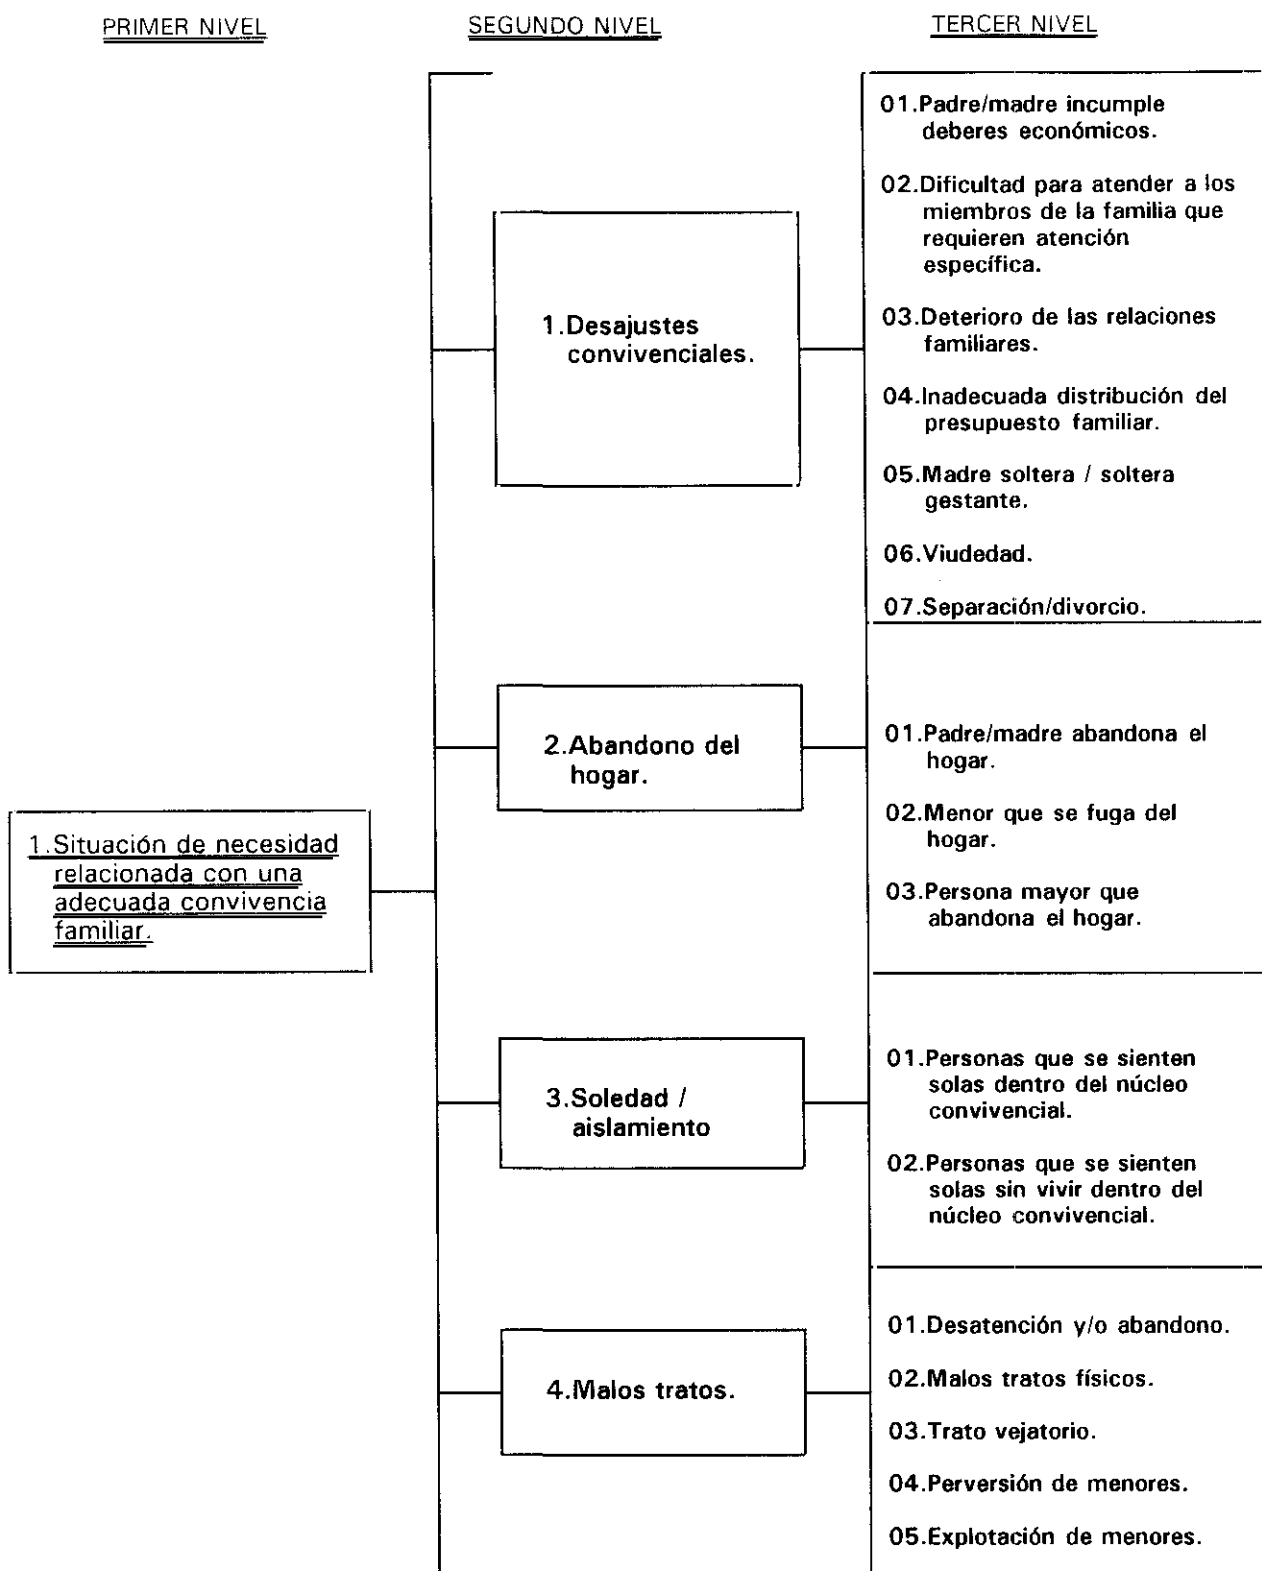 PRIMER NIVEL
SEGUNDO NIVEL
TERCER NIVEL
1.Situación de necesidad
relacionada con una
adecuada convivencia
familiar.
1.Desajustes
convivenciales.
01.Padre/madre incumple
deberes económicos.
02.Dificultad para atender a los
miembros de la familia que
requieren atención
específica.
03.Deterioro de las relaciones
familiares.
04.Inadecuada distribución del
presupuesto familiar.
05.Madre soltera / soltera
gestante.
06.Viudedad.
07.Separación/divorcio.
2.Abandono del
hogar.
01.Padre/madre abandona el
hogar.
02.Menor que se fuga del
hogar.
03.Persona mayor que
abandona el hogar.
3.Soledad /
aislamiento
01.Personas que se sienten
solas dentro del núcleo
convivencial.
02.Personas que se sienten
solas sin vivir dentro del
núcleo convivencial.
4.Malos tratos.
01.Desatención y/o abandono.
02.Malos tratos físicos.
03.Trato vejatorio.
04.Perversión de menores.
05.Explotación de menores.